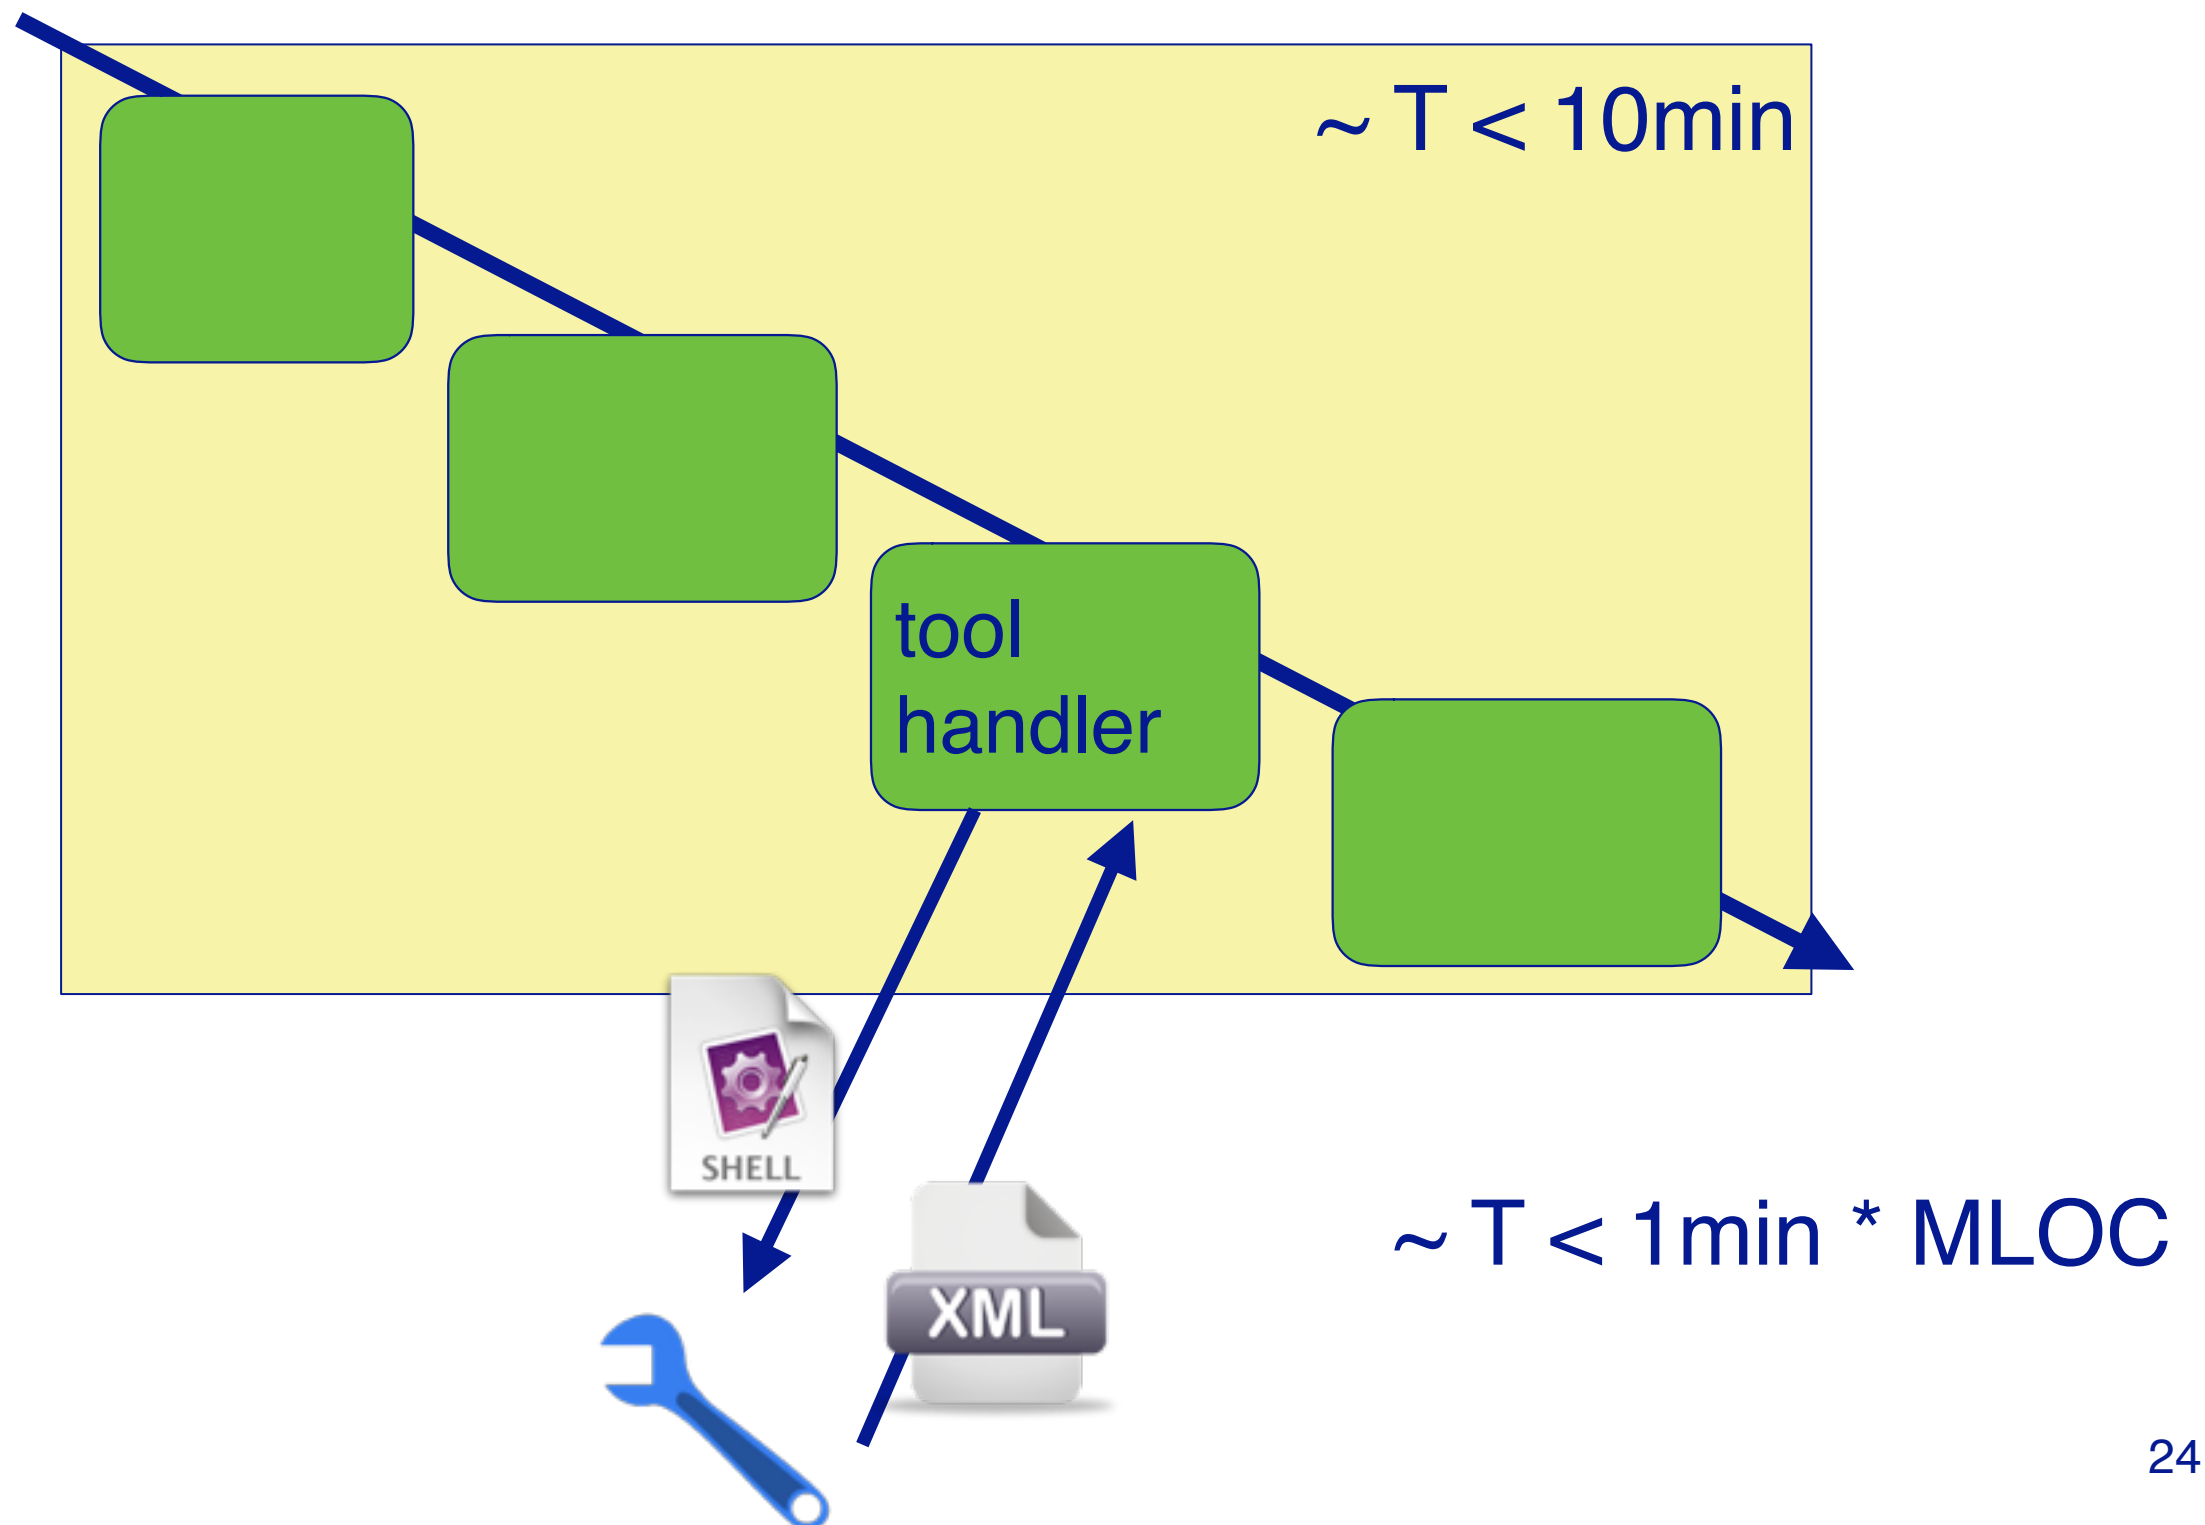 ~ T < 10min
tool
handler
SHELL
XML
~ T < 1min * MLOC
24